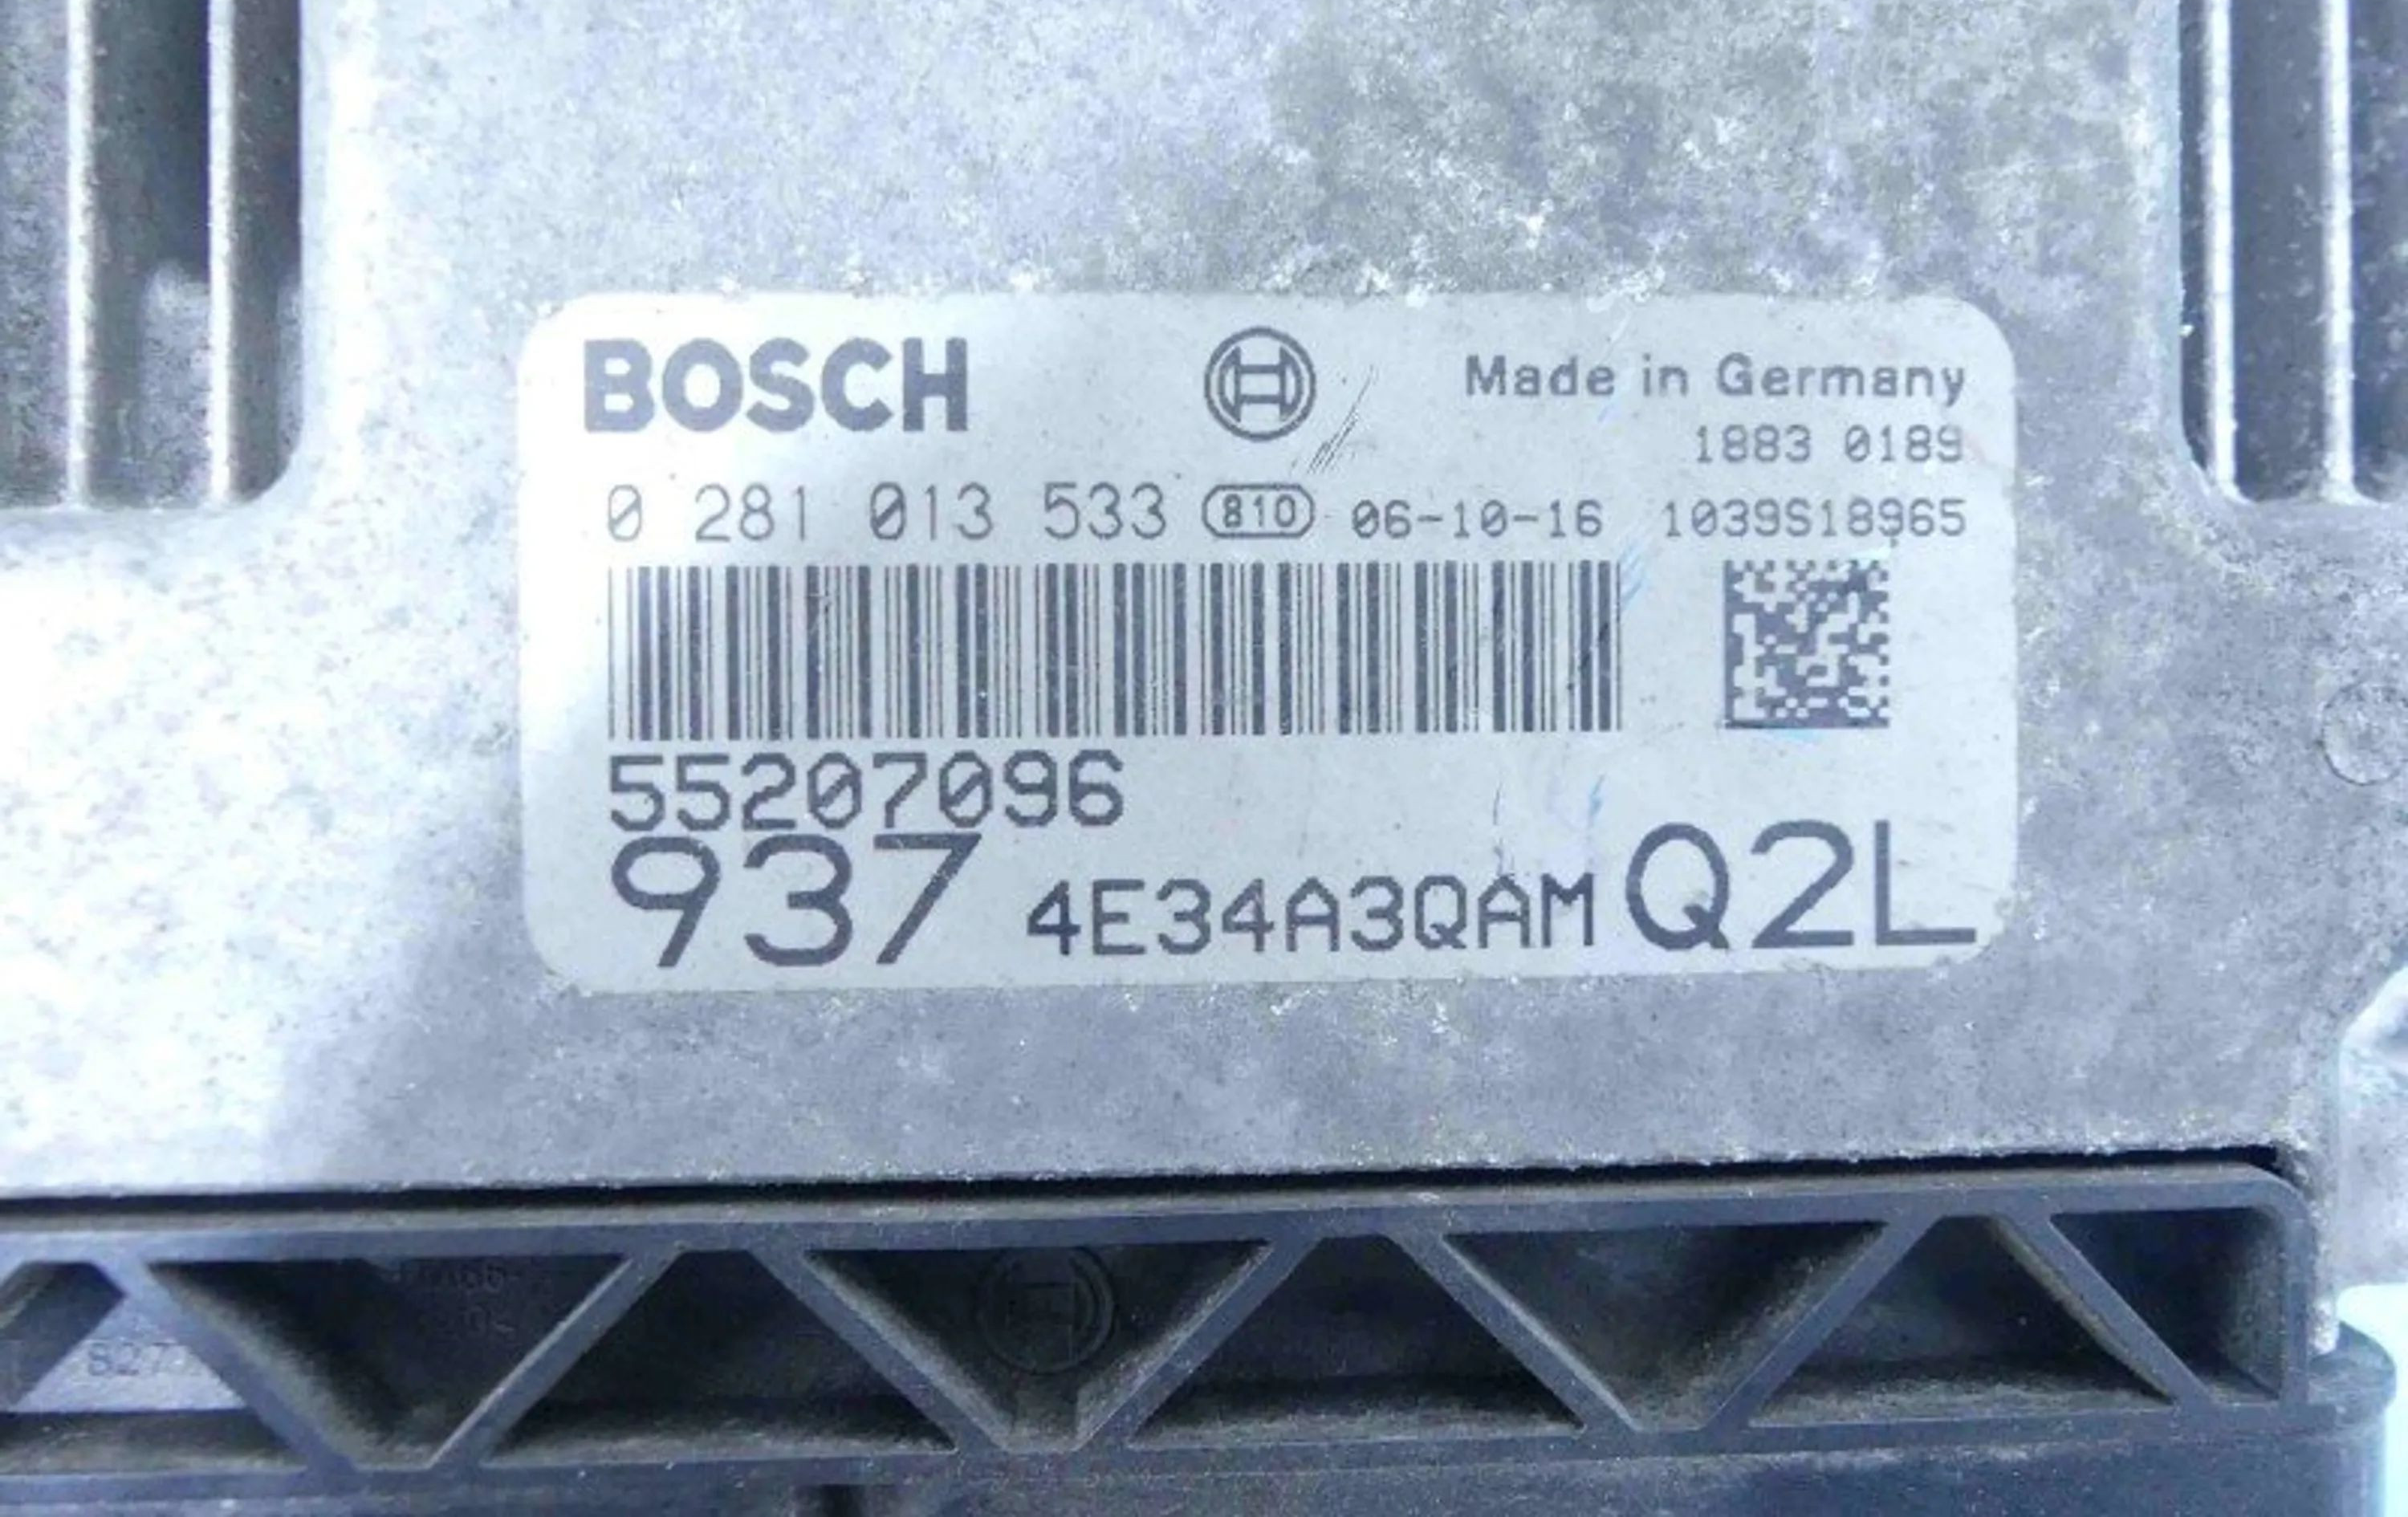 BOSCH Made in Germany
1883 0189
0 281 013 533 810 06-10-16 1039S18965
55207096
937 4E34A3QAM Q2L